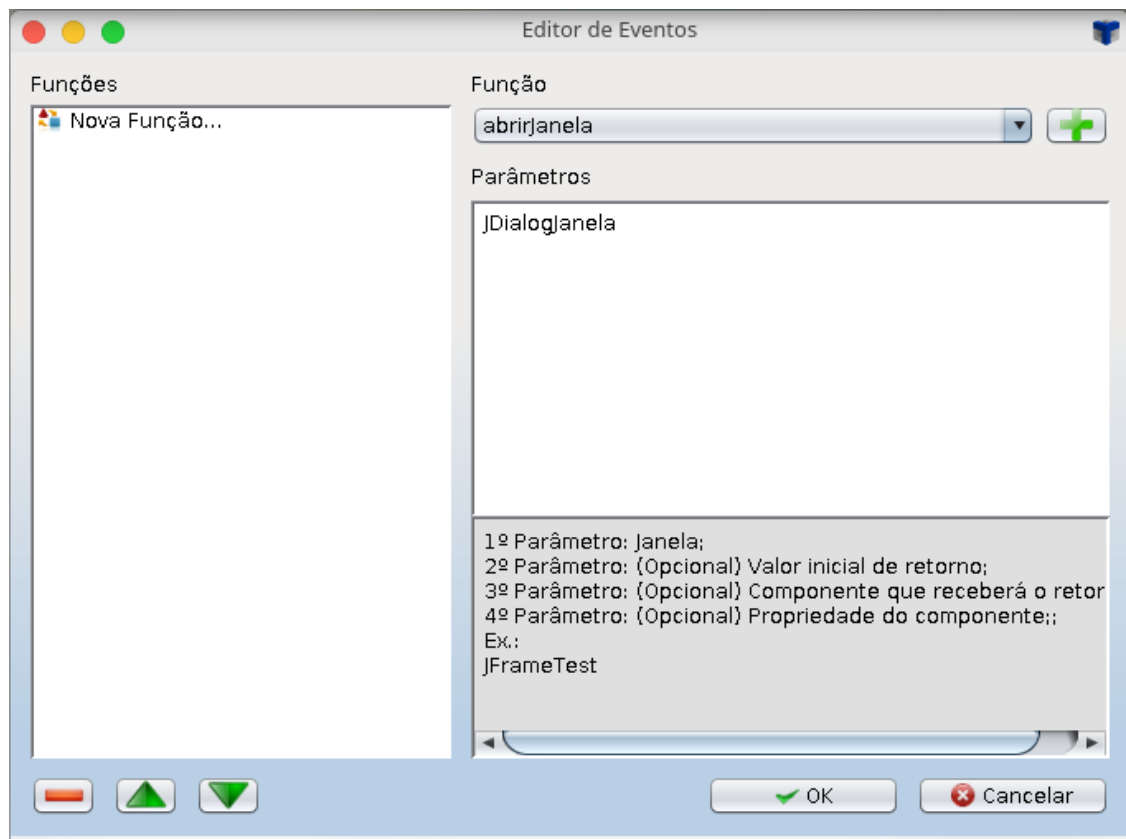 Editor de Eventos
Funções
Nova Função...
Função
abrirJanela
Parâmetros
JDialogJanela
1º Parâmetro: Janela;
2º Parâmetro: (Opcional) Valor inicial de retorno;
3º Parâmetro: (Opcional) Componente que receberá o retor
4º Parâmetro: (Opcional) Propriedade do componente;;
Ex.:
JFrameTest
OK
Cancelar